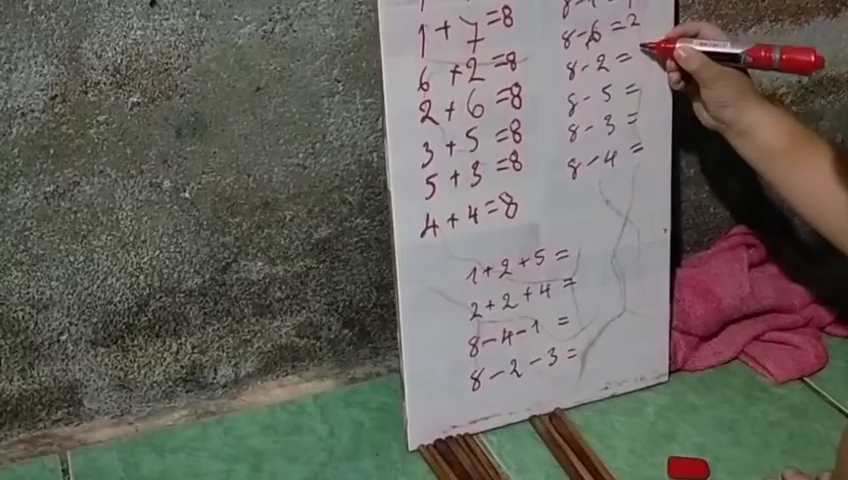 1 + 7 = 8
6 + 2 = 8
2 + 6 = 8
3 + 5 = 8
5 + 3 = 8
4 + 4 = 8
8 - 6 = 2
8 - 2 =
8 - 5 =
8 - 3 =
8 - 4 =
1 + 2 + 5 =
2 + 2 + 4 =
8 - 4 - 1 =
8 - 2 - 3 =